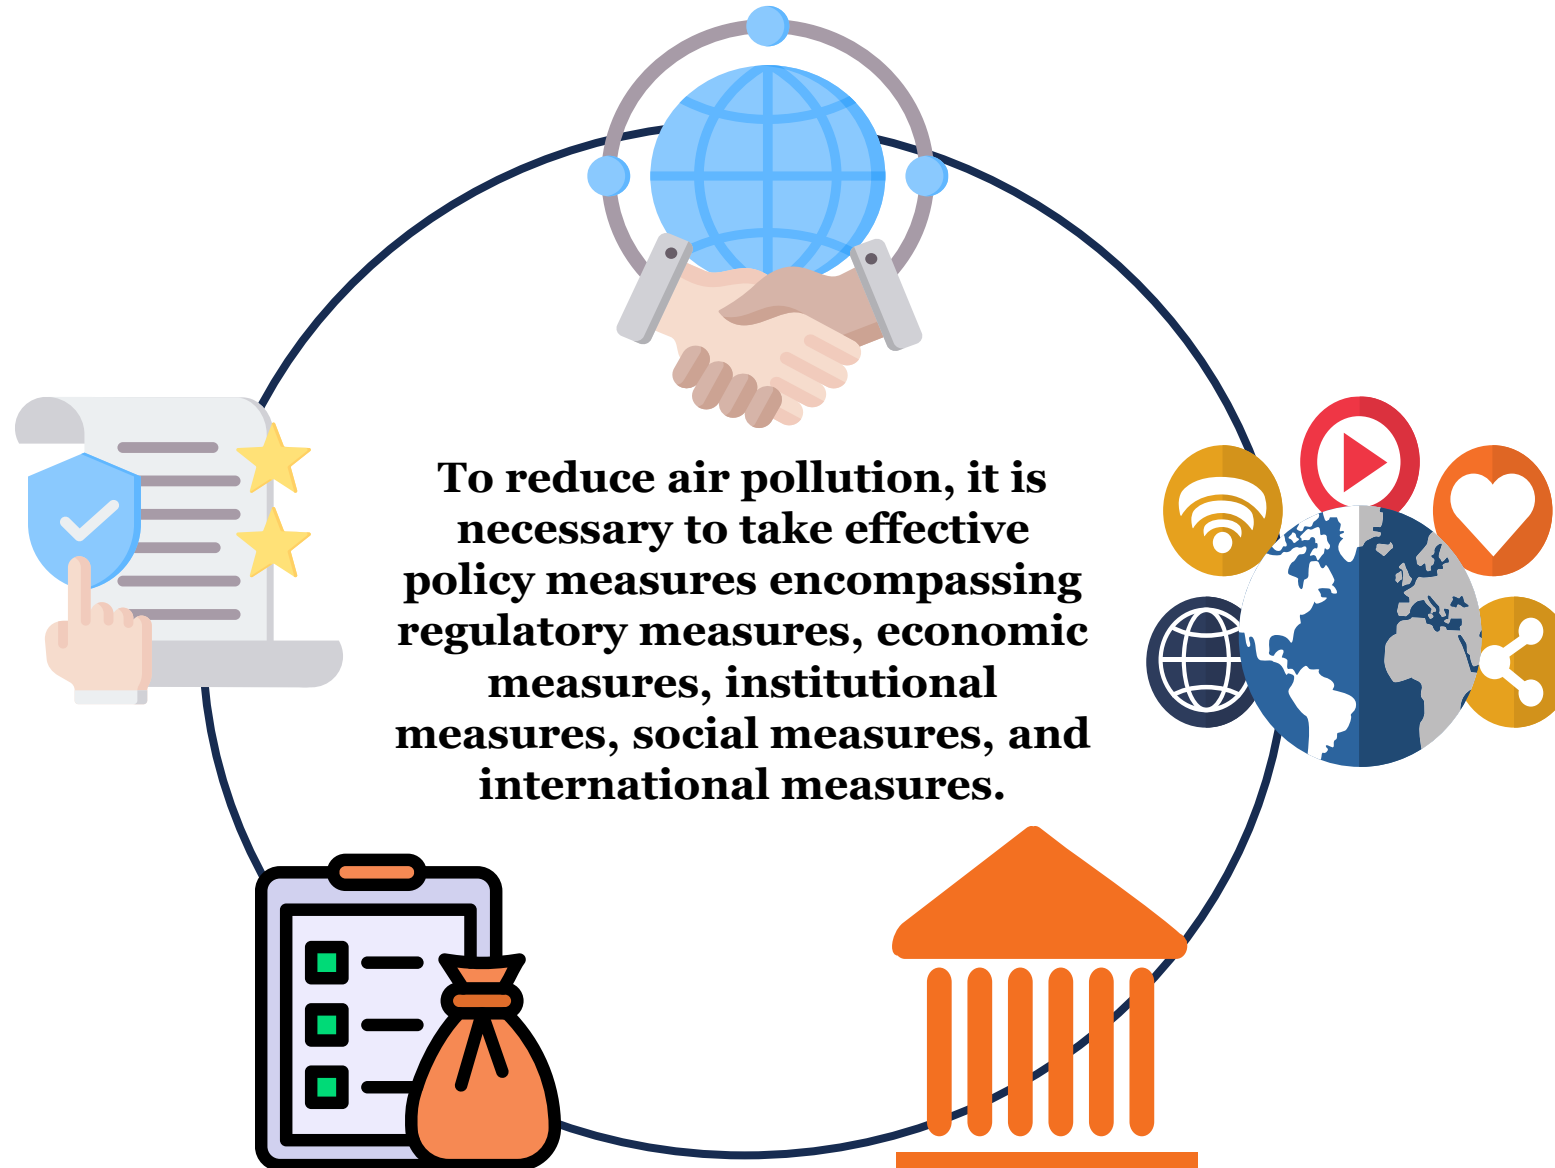 To reduce air pollution, it is
necessary to take effective
policy measures encompassing
regulatory measures, economic
measures, institutional
measures, social measures, and
international measures.